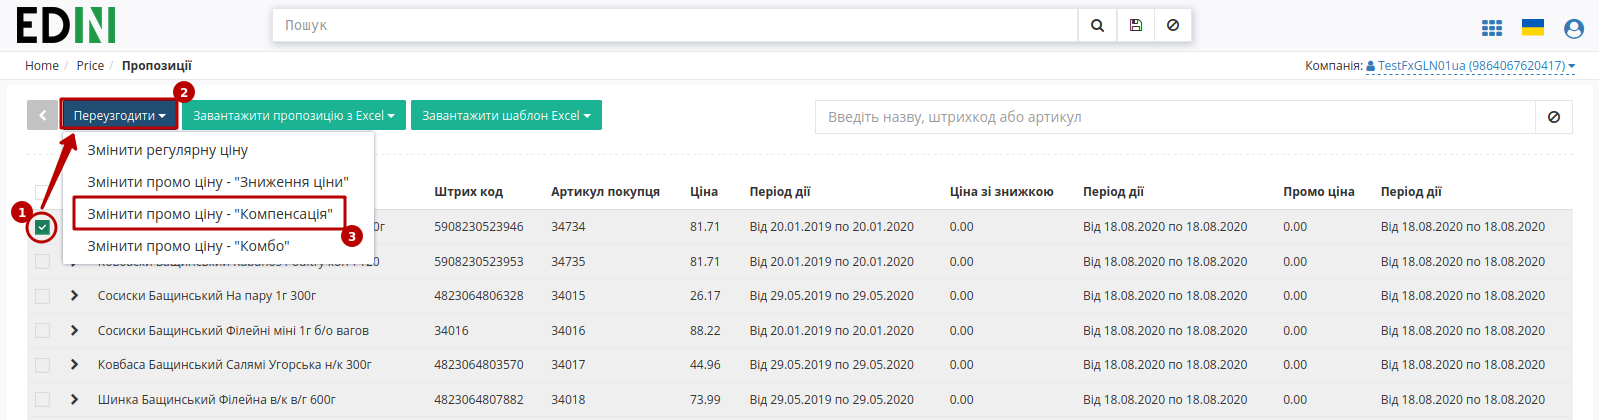 EDIN
Пошук
Home / Price / Пропозиції
Компанія: TestFxGLN01ua (9864067620417)
2
Переузгодити
Завантажити пропозицію з Excel
Завантажити шаблон Excel
Введіть назву, штрихкод або артикул
Змінити регулярну ціну
Змінити промо ціну - "Зниження ціни"
Змінити промо ціну - "Компенсація"
Змінити промо ціну - "Комбо"
1
3
Штрих код Артикул покупця Ціна Період дії Ціна зі знижкою Період дії Промо ціна Період дії
0г 5908230523946 34734 81.71 Від 20.01.2019 по 20.01.2020 0.00 Від 18.08.2020 по 18.08.2020 0.00 Від 18.08.2020 по 18.08.2020
5908230523953 34735 81.71 Від 20.01.2019 по 20.01.2020 0.00 Від 18.08.2020 по 18.08.2020 0.00 Від 18.08.2020 по 18.08.2020
Сосиски Бащинський На пару 1г 300г 4823064806328 34015 26.17 Від 29.05.2019 по 29.05.2020 0.00 Від 18.08.2020 по 18.08.2020 0.00 Від 18.08.2020 по 18.08.2020
Сосиски Бащинський Філейні міні 1г б/о вагов 34016 34016 88.22 Від 20.01.2019 по 20.01.2020 0.00 Від 18.08.2020 по 18.08.2020 0.00 Від 18.08.2020 по 18.08.2020
Ковбаса Бащинський Салямі Угорська н/к 300г 4823064803570 34017 44.96 Від 29.05.2019 по 29.05.2020 0.00 Від 18.08.2020 по 18.08.2020 0.00 Від 18.08.2020 по 18.08.2020
Шинка Бащинський Філейна в/к в/г 600г 4823064807882 34018 73.99 Від 29.05.2019 по 29.05.2020 0.00 Від 18.08.2020 по 18.08.2020 0.00 Від 18.08.2020 по 18.08.2020